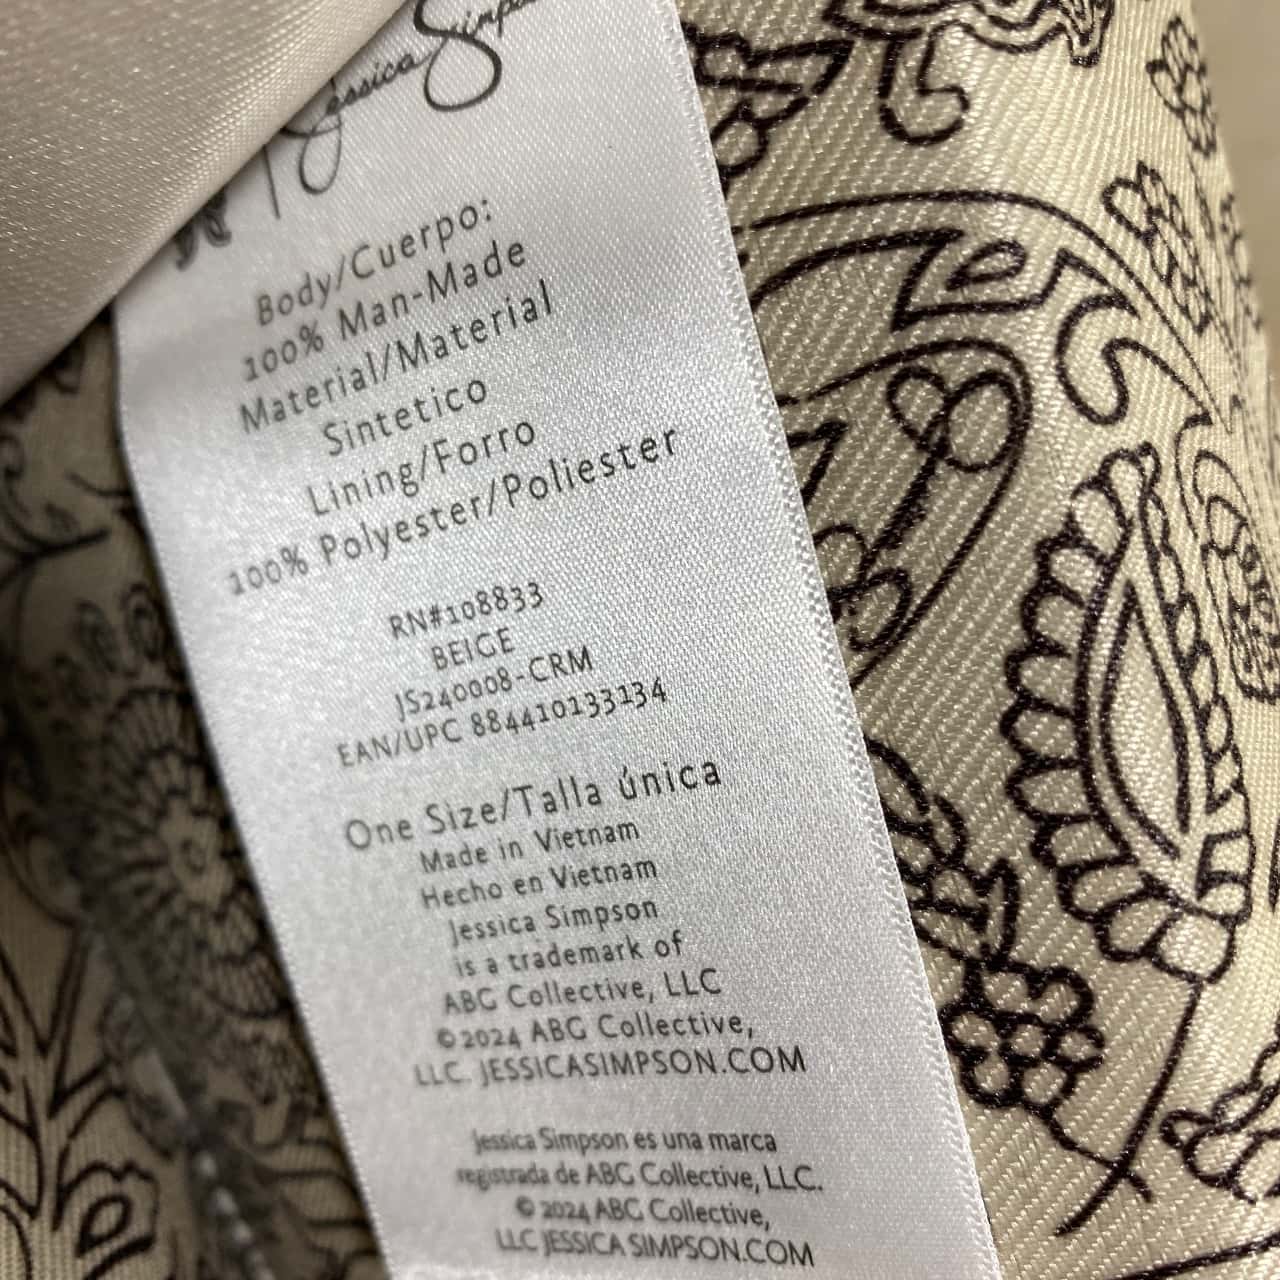 Jessica Simpson
Body/Cuerpo:
100% Man-Made
Material/Material
Sintetico
Lining/Forro
100% Polyester/Poliester
RN#108833
BEIGE
JS240008-CRM
EAN/UPC 884410133134
One Size/Talla única
Made in Vietnam
Hecho en Vietnam
Jessica Simpson
is a trademark of
ABG Collective, LLC
©2024 ABG Collective,
LLC. JESSICASIMPSON.COM
Jessica Simpson es una marca
registrada de ABG Collective, LLC.
© 2024 ABG Collective,
LLC JESSICASIMPSON.COM